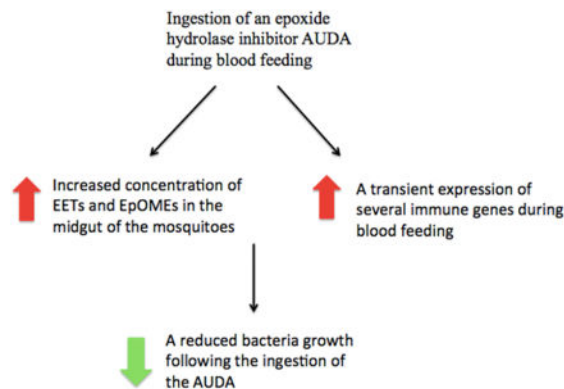 Ingestion of an epoxide
hydrolase inhibitor AUDA
during blood feeding
Increased concentration of
EETs and EpOMEs in the
midgut of the mosquitoes
A transient expression of
several immune genes during
blood feeding
A reduced bacteria growth
following the ingestion of
the AUDA